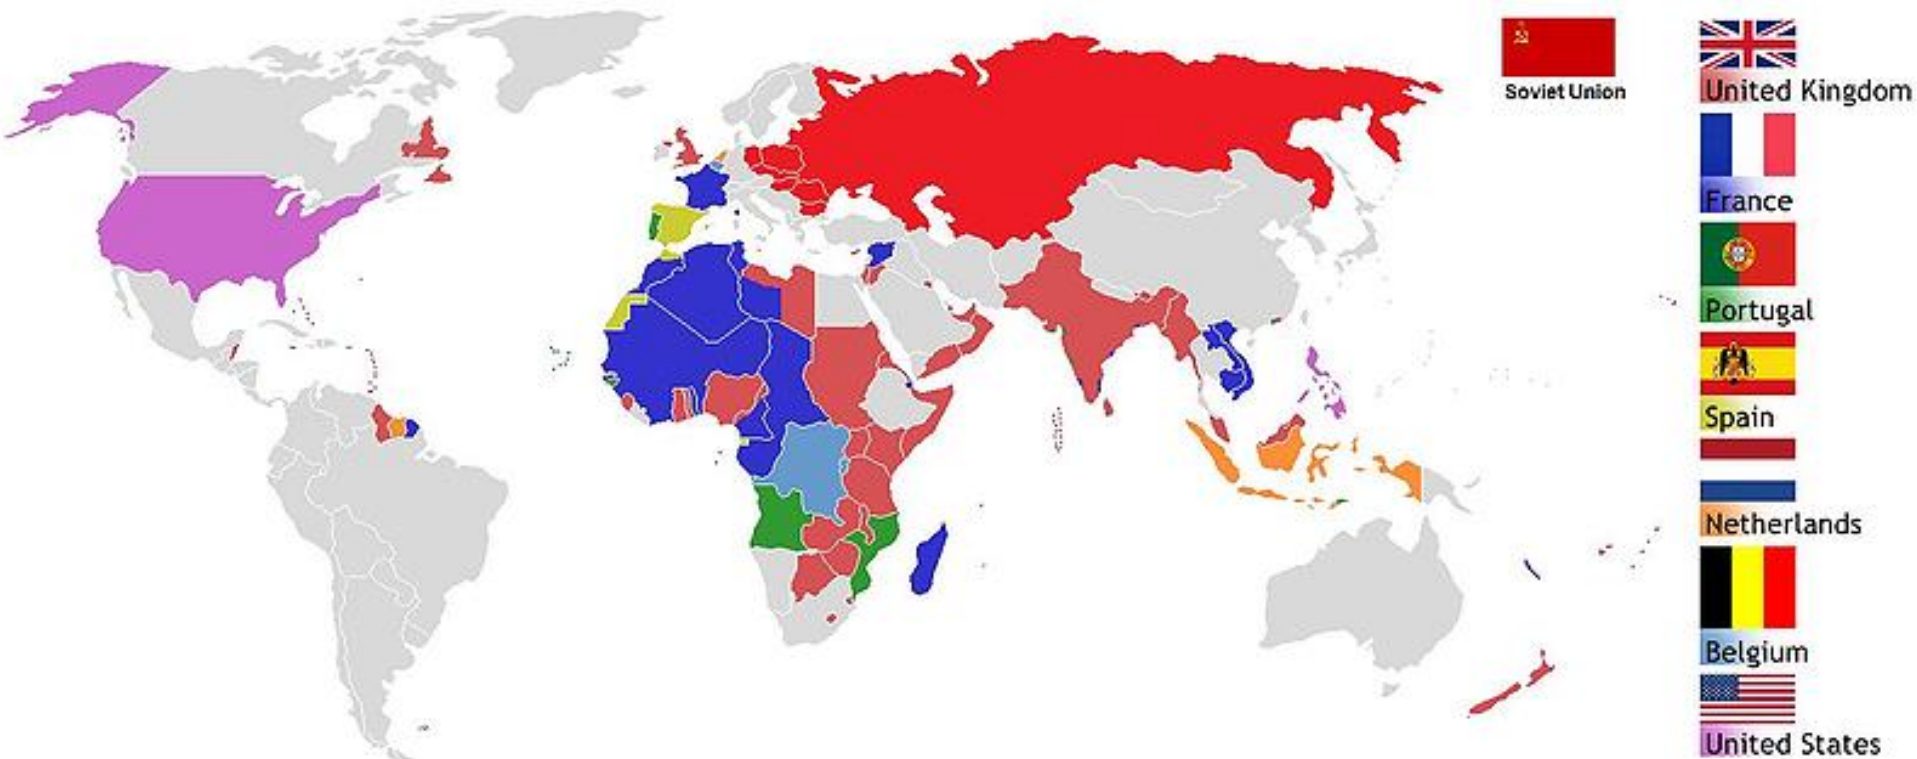 Soviet Union
United Kingdom
France
Portugal
Spain
Netherlands
Belgium
United States